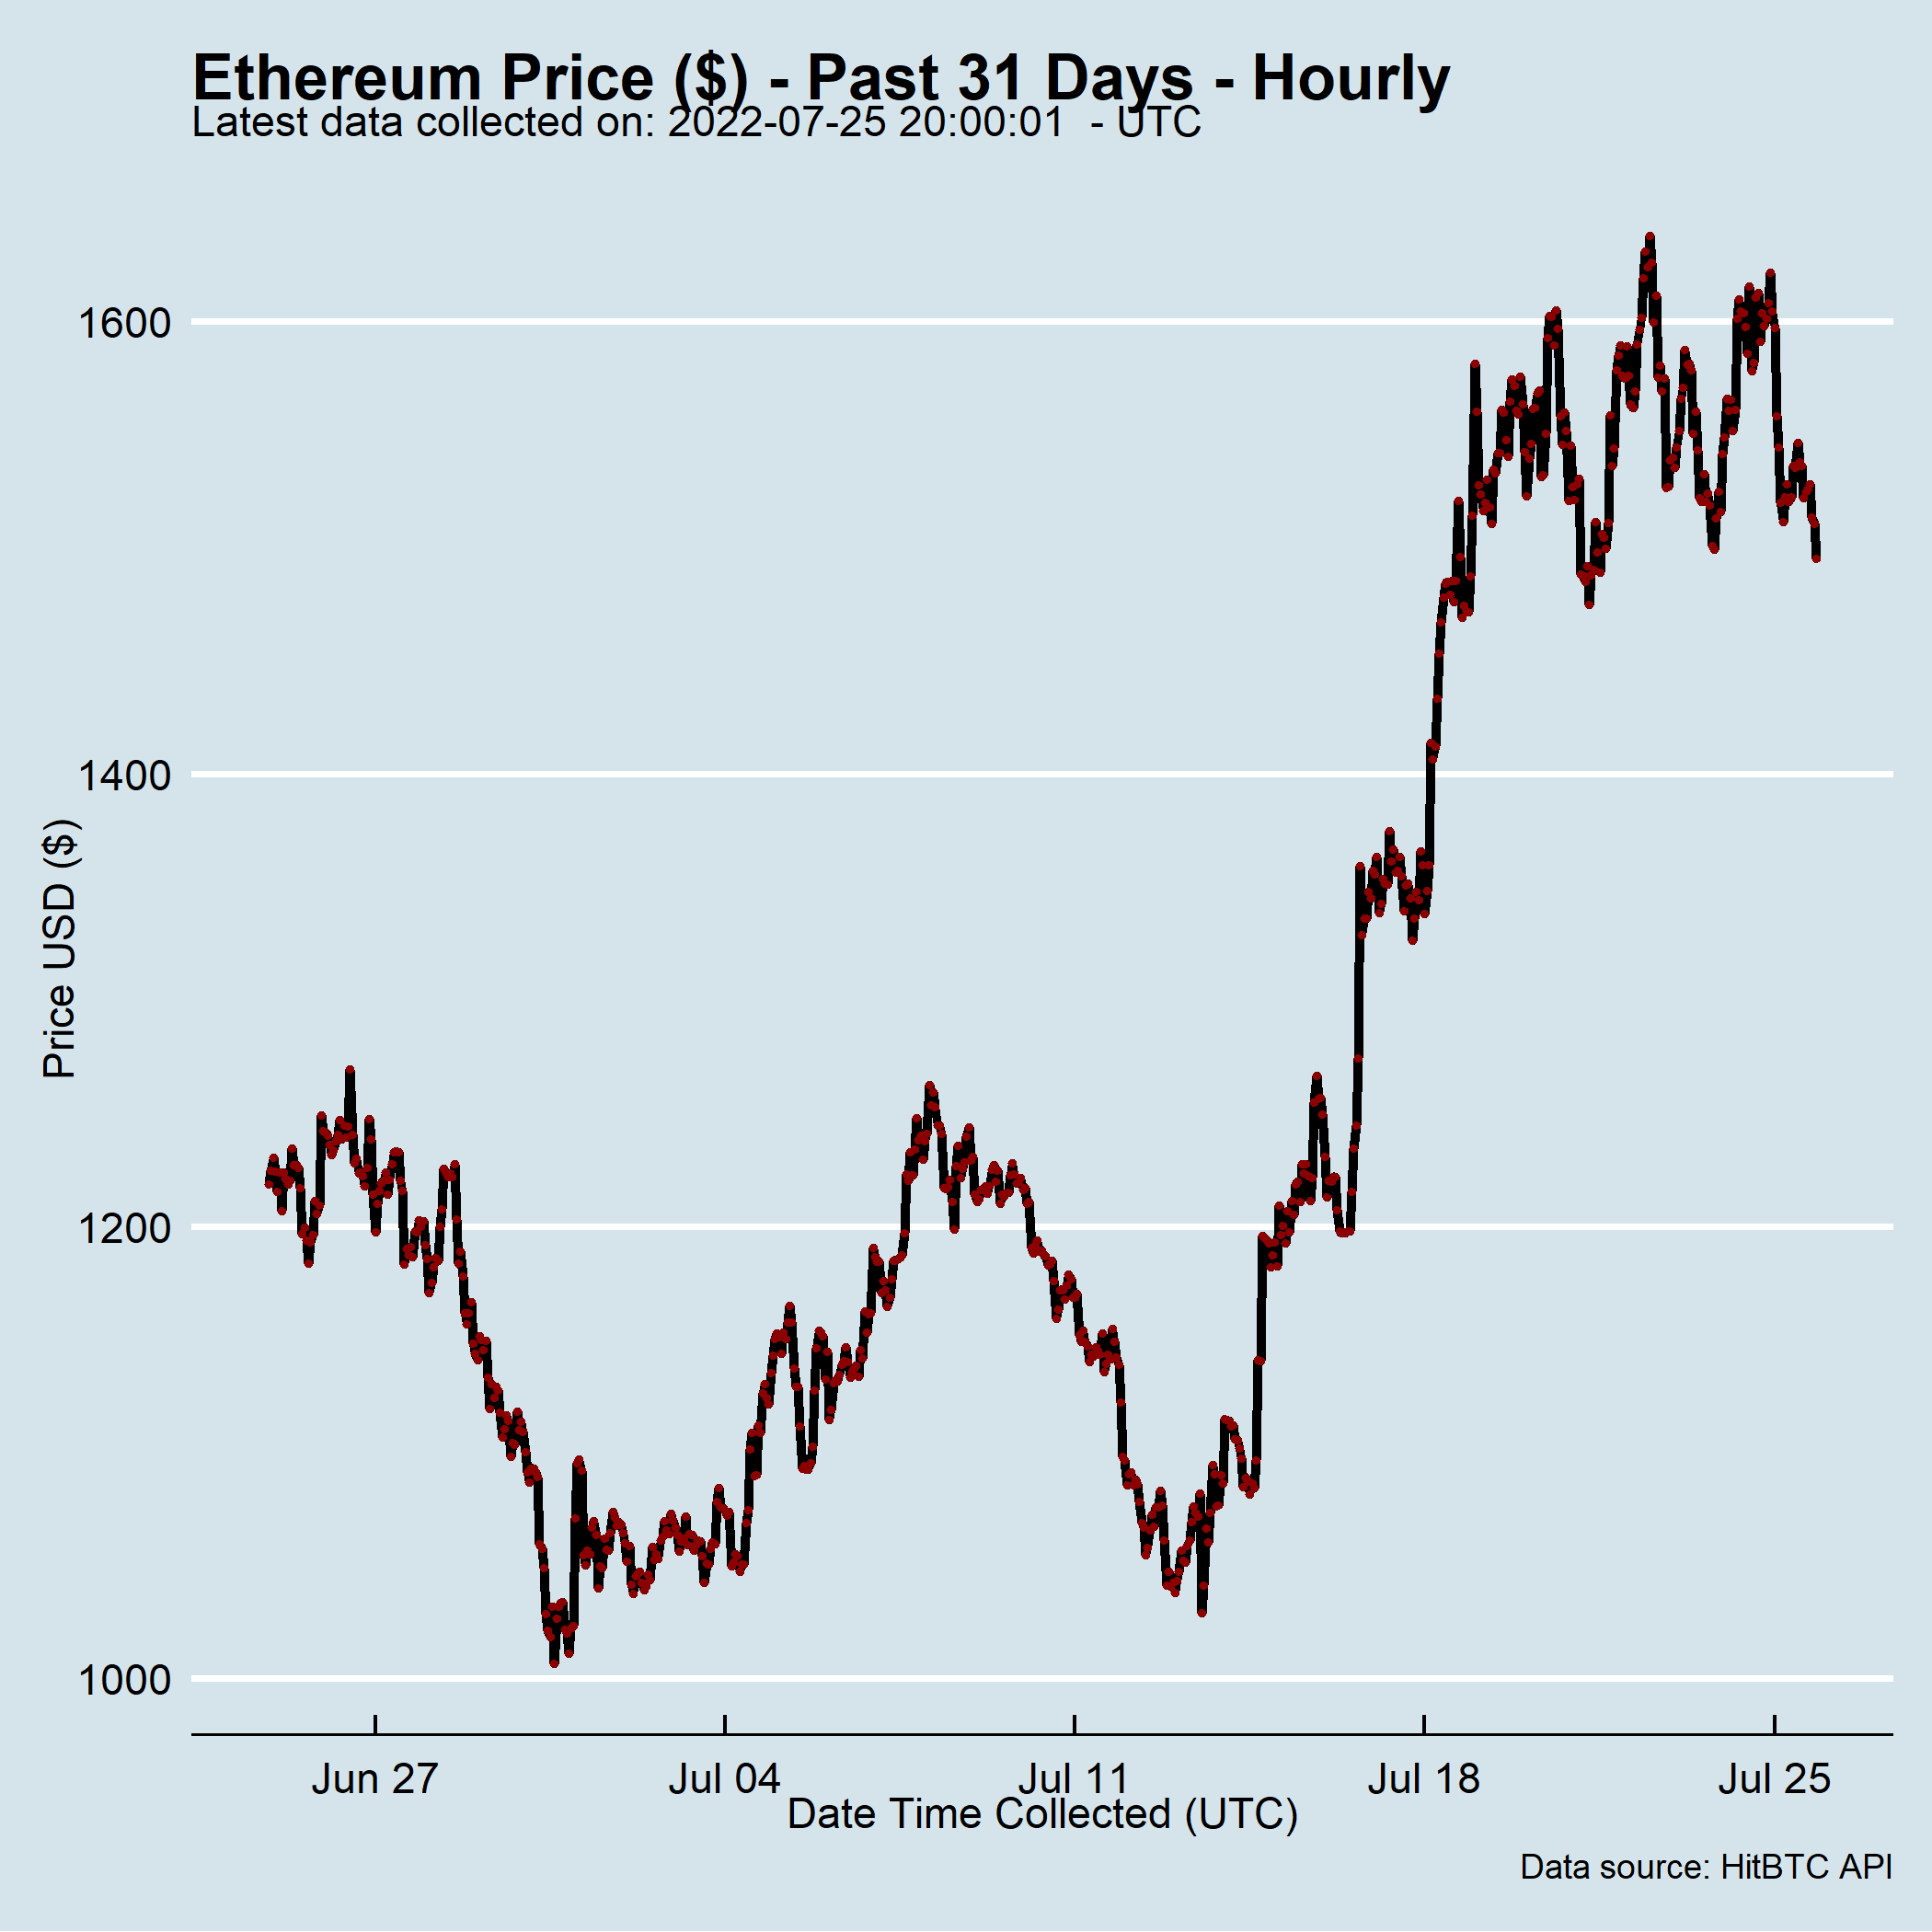 Ethereum Price ($) - Past 31 Days - Hourly
Latest data collected on: 2022-07-25 20:00:01  - UTC
1600
1400
1200
1000
Price USD ($)
Jun 27
Jul 04
Jul 11
Jul 18
Jul 25
Date Time Collected (UTC)
Data source: HitBTC API